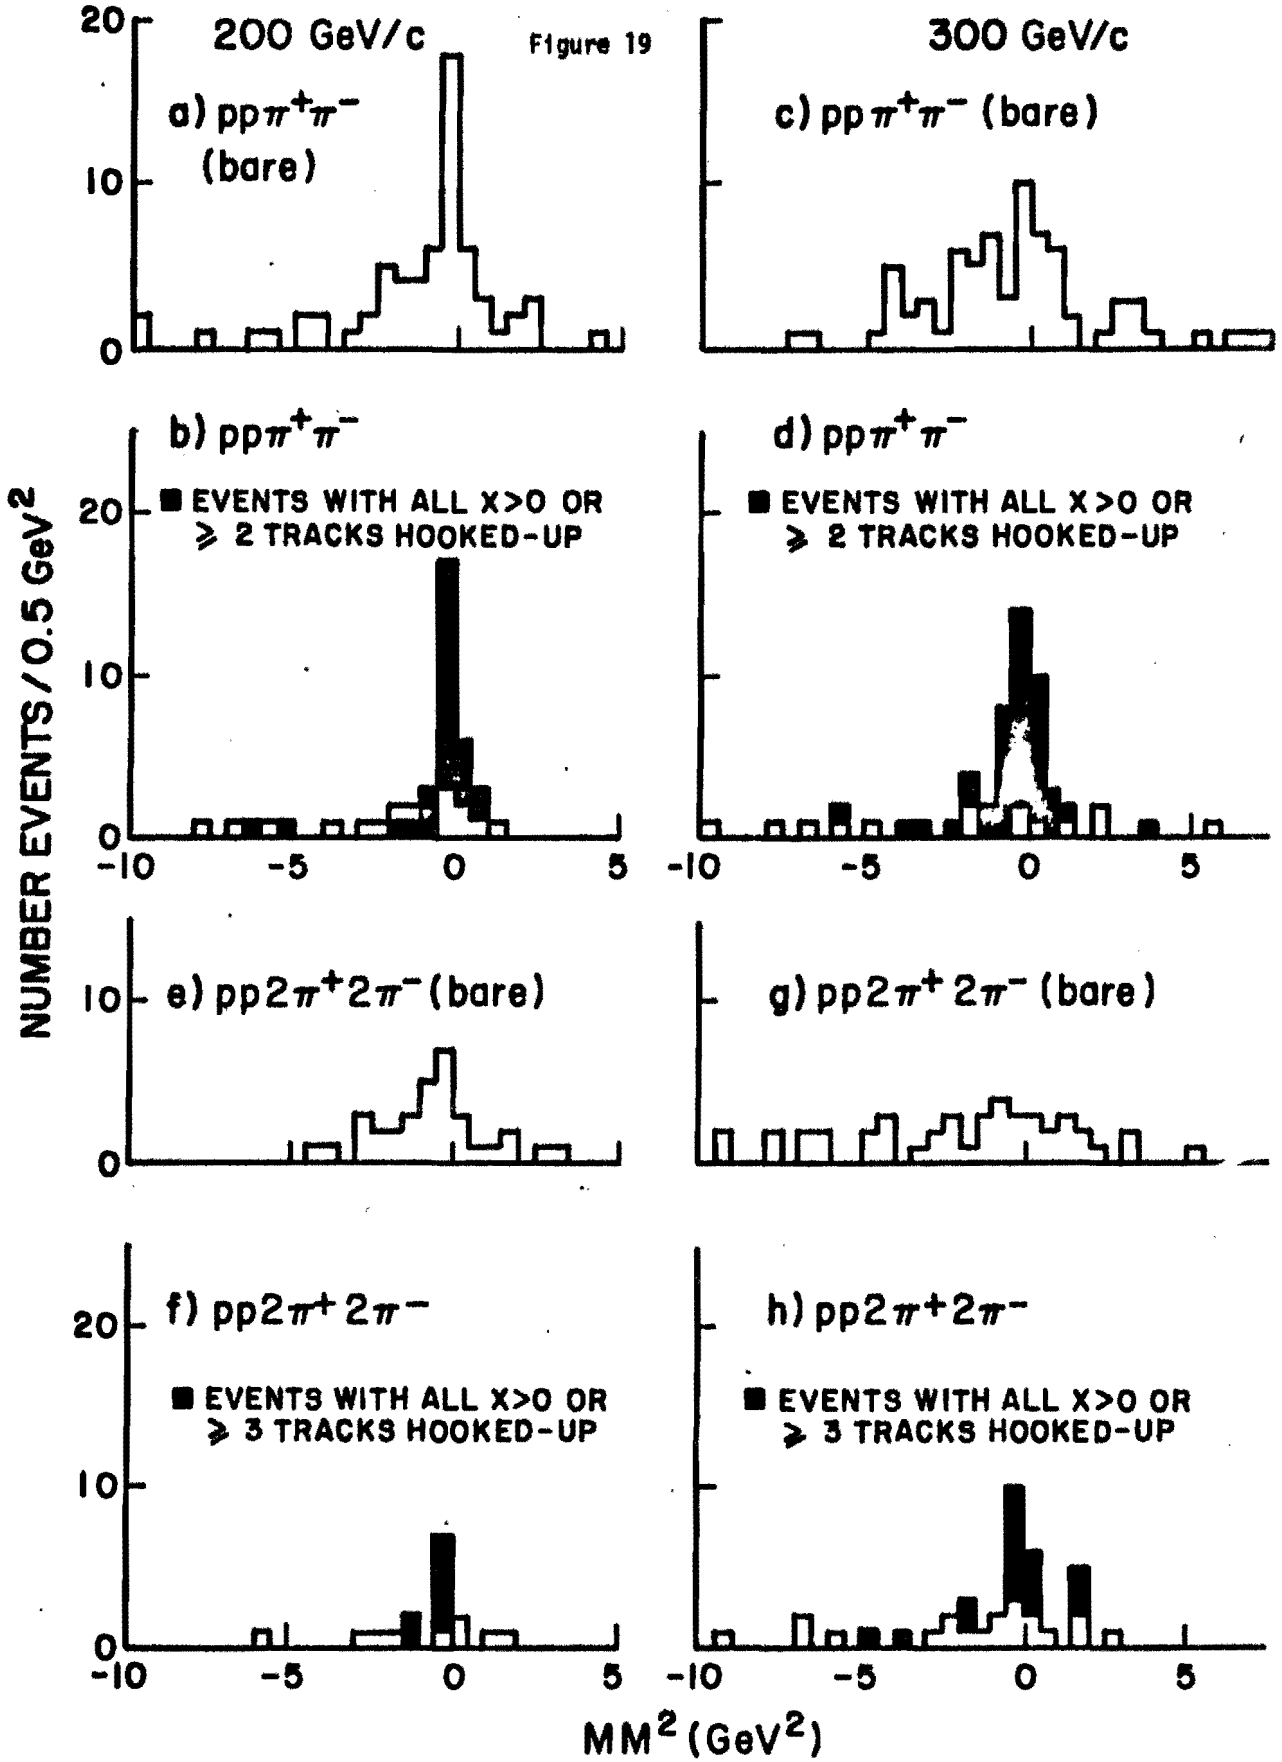 200 GeV/c
Figure 19
300 GeV/c
20
10
0
a) ppπ⁺π⁻
(bare)
c) ppπ⁺π⁻ (bare)
b) ppπ⁺π⁻
■ EVENTS WITH ALL X>0 OR
⩾ 2 TRACKS HOOKED-UP
d) ppπ⁺π⁻
■ EVENTS WITH ALL X>0 OR
⩾ 2 TRACKS HOOKED-UP
20
10
0
-10 -5 0 5
-10 -5 0 5
NUMBER EVENTS/0.5 GeV²
e) pp2π⁺2π⁻ (bare)
g) pp2π⁺2π⁻ (bare)
10
0
f) pp2π⁺2π⁻
■ EVENTS WITH ALL X>0 OR
⩾ 3 TRACKS HOOKED-UP
h) pp2π⁺2π⁻
■ EVENTS WITH ALL X>0 OR
⩾ 3 TRACKS HOOKED-UP
20
10
0
-10 -5 0 5
-10 -5 0 5
MM² (GeV²)